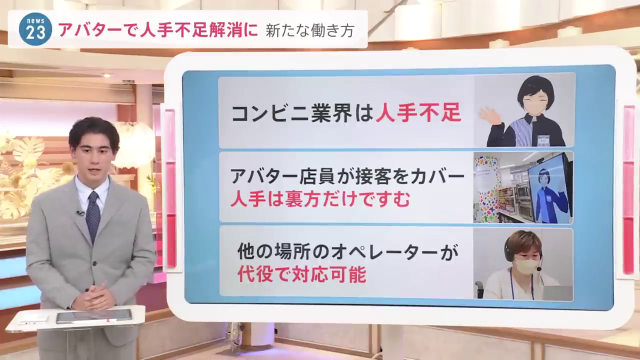 news
23
アバターで人手不足解消に 新たな働き方
コンビニ業界は人手不足
アバター店員が接客をカバー
人手は裏方だけですむ
他の場所のオペレーターが
代役で対応可能